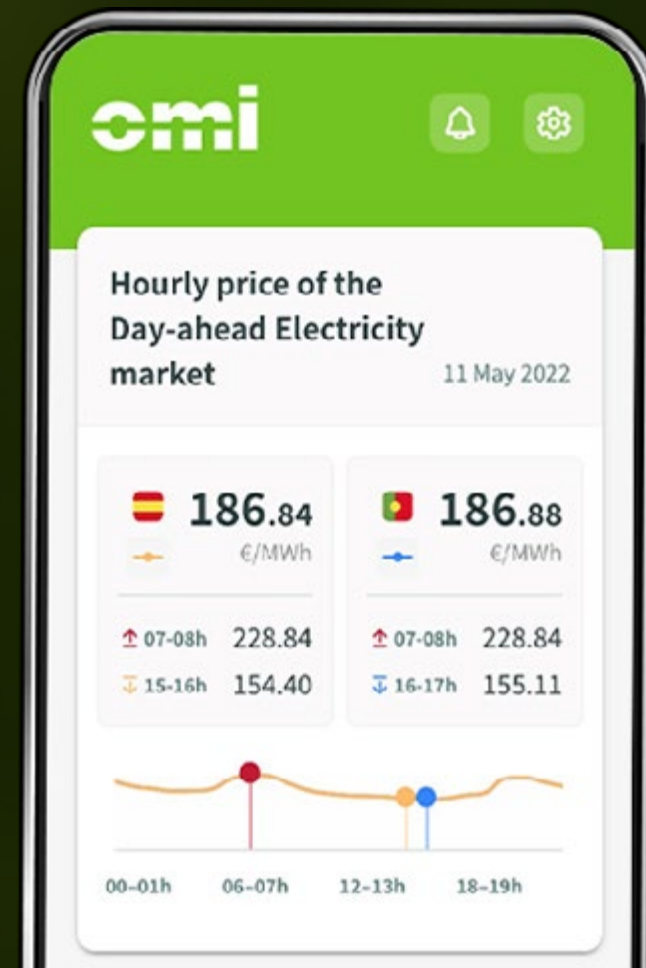 omi
Hourly price of the
Day-ahead Electricity
market
11 May 2022
186.84
€/MWh
07-08h 228.84
15-16h 154.40
186.88
€/MWh
07-08h 228.84
16-17h 155.11
00-01h 06-07h 12-13h 18-19h